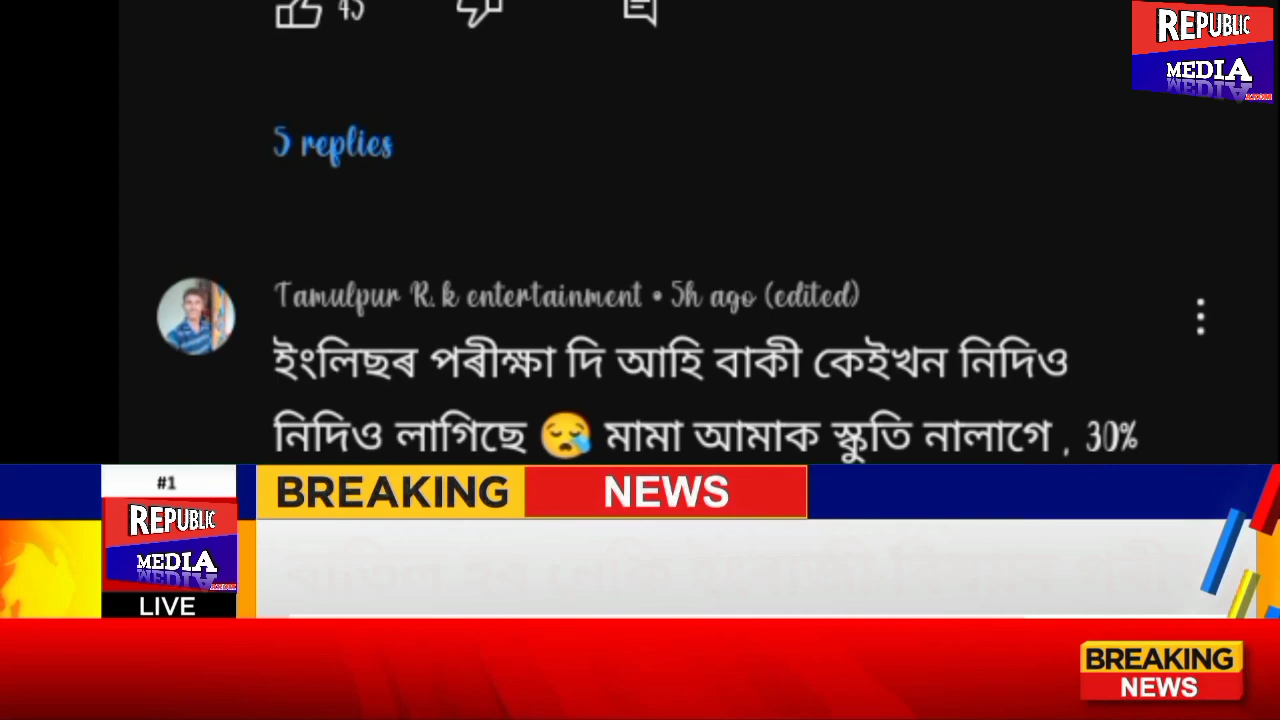 45
REPUBLIC
MEDIA
5 replies
Tamulpur R. k entertainment • 5h ago (edited)
ইংলিছৰ পৰীক্ষা দি আহি বাকী কেইখন নিদিও
নিদিও লাগিছে 😪 মামা আমাক স্কুতি নালাগে , 30%
#1
BREAKING NEWS
REPUBLIC
MEDIA
LIVE
BREAKING
NEWS